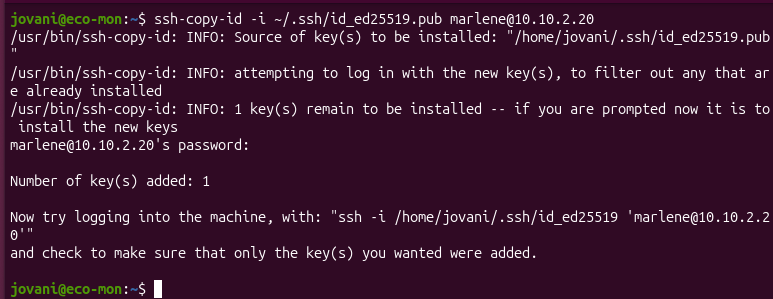 jovani@eco-mon:~$ ssh-copy-id -i ~/.ssh/id_ed25519.pub marlene@10.10.2.20
/usr/bin/ssh-copy-id: INFO: Source of key(s) to be installed: "/home/jovani/.ssh/id_ed25519.pub
"
/usr/bin/ssh-copy-id: INFO: attempting to log in with the new key(s), to filter out any that ar
e already installed
/usr/bin/ssh-copy-id: INFO: 1 key(s) remain to be installed -- if you are prompted now it is to
 install the new keys
marlene@10.10.2.20's password:

Number of key(s) added: 1

Now try logging into the machine, with: "ssh -i /home/jovani/.ssh/id_ed25519 'marlene@10.10.2.2
0'"
and check to make sure that only the key(s) you wanted were added.

jovani@eco-mon:~$